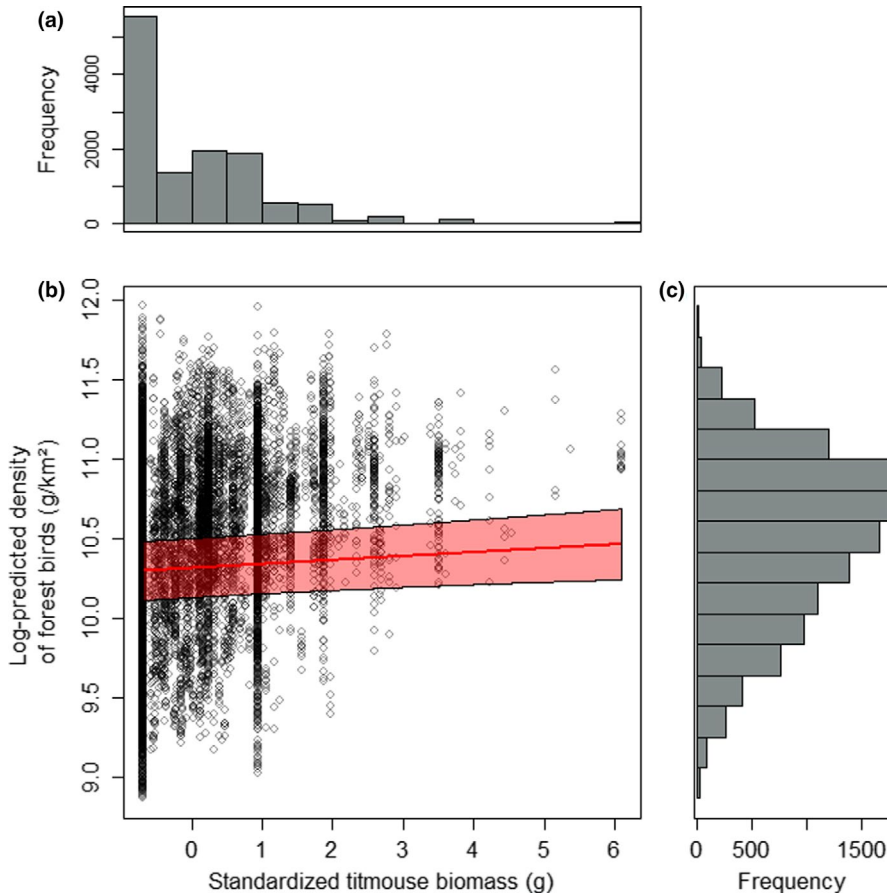 (a)
Frequency
4000
2000
0
(b)
Log-predicted density
of forest birds (g/km²)
12.0
11.5
11.0
10.5
10.0
9.5
9.0
0 1 2 3 4 5 6
Standardized titmouse biomass (g)
(c)
0 500 1500
Frequency